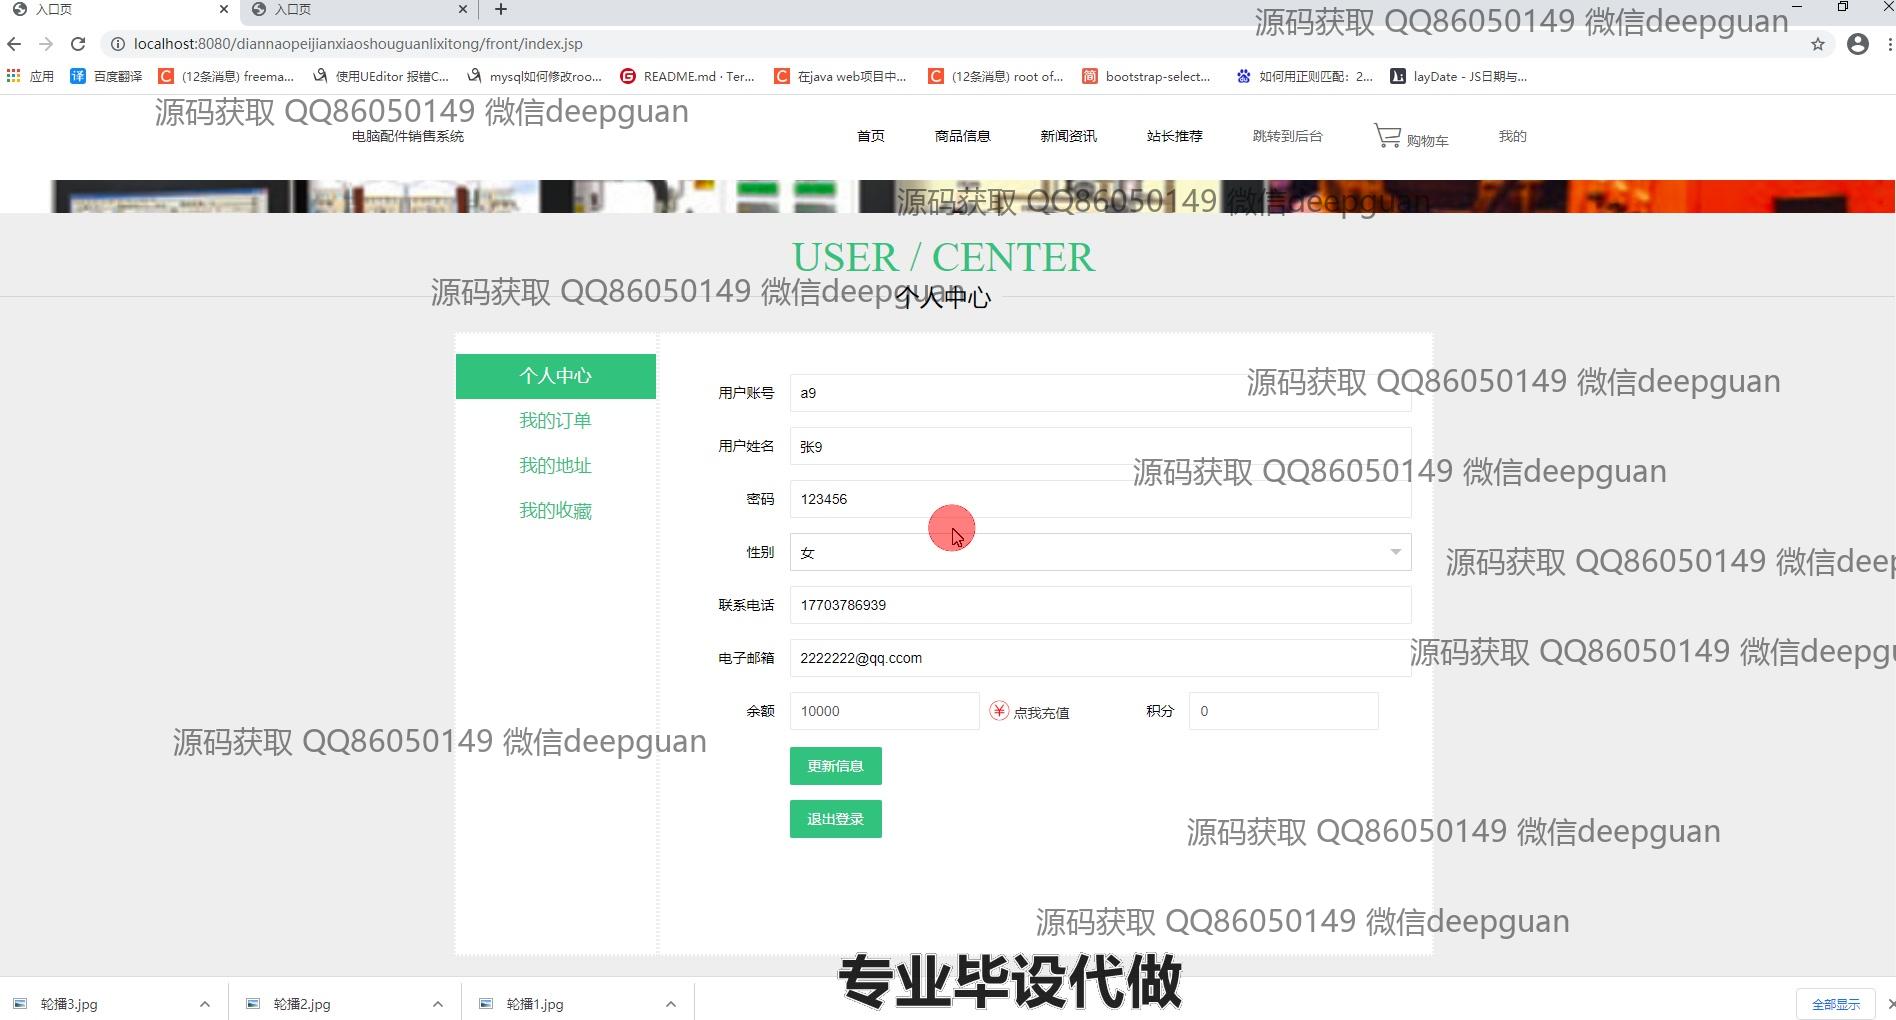 入口页
入口页
源码获取 QQ86050149 微信deepguan
localhost:8080/diannaopeijianxiaoshouguanlixitong/front/index.jsp
应用
百度翻译
(12条消息) freema...
使用UEditor 报错C...
mysql如何修改roo...
README.md · Ter...
在java web项目中...
(12条消息) root of...
bootstrap-select...
如何用正则匹配：2...
layDate - JS日期与...
源码获取 QQ86050149 微信deepguan
电脑配件销售系统
首页
商品信息
新闻资讯
站长推荐
跳转到后台
购物车
我的
源码获取 QQ86050149 微信deepguan
USER / CENTER
源码获取 QQ86050149 微信deepguan
个人中心
个人中心
我的订单
我的地址
我的收藏
用户账号
a9
源码获取 QQ86050149 微信deepguan
用户姓名
张9
源码获取 QQ86050149 微信deepguan
密码
123456
性别
女
源码获取 QQ86050149 微信deep
联系电话
17703786939
电子邮箱
2222222@qq.ccom
源码获取 QQ86050149 微信deepgu
余额
10000
点我充值
积分
0
源码获取 QQ86050149 微信deepguan
更新信息
退出登录
源码获取 QQ86050149 微信deepguan
源码获取 QQ86050149 微信deepguan
专业毕设代做
轮播3.jpg
轮播2.jpg
轮播1.jpg
全部显示